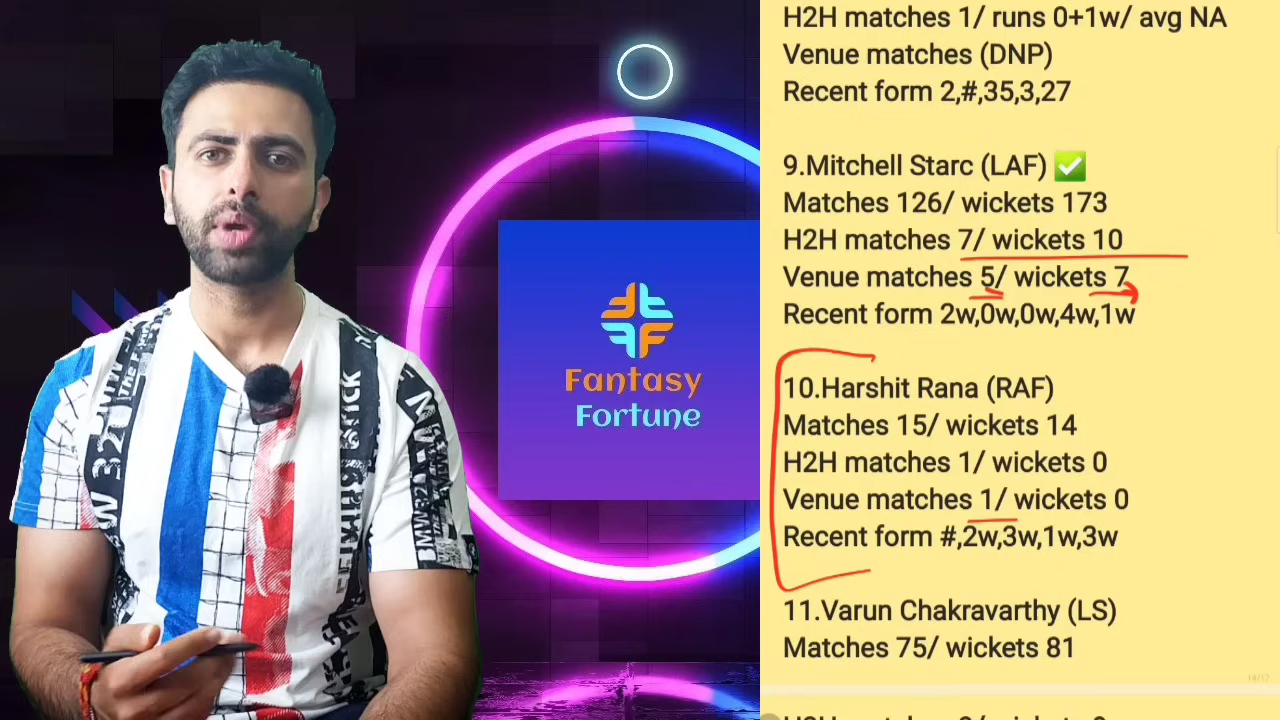 H2H matches 1/ runs 0+1w/ avg NA
Venue matches (DNP)
Recent form 2,#,35,3,27
9.Mitchell Starc (LAF) ✅
Matches 126/ wickets 173
H2H matches 7/ wickets 10
Venue matches 5/ wickets 7
Recent form 2w,0w,0w,4w,1w
10.Harshit Rana (RAF)
Matches 15/ wickets 14
H2H matches 1/ wickets 0
Venue matches 1/ wickets 0
Recent form #,2w,3w,1w,3w
11.Varun Chakravarthy (LS)
Matches 75/ wickets 81
14/17
Fantasy
Fortune